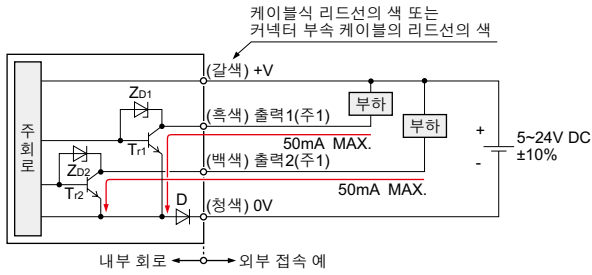 케이블식 리드선의 색 또는
커넥터 부속 케이블의 리드선의 색
(갈색) +V
ZD1
(흑색) 출력1(주1)
부하
주회로
Tr1
50mA MAX.
부하
+
5~24V DC
±10%
-
ZD2
(백색) 출력2(주1)
Tr2
50mA MAX.
D
(청색) 0V
내부 회로
외부 접속 예